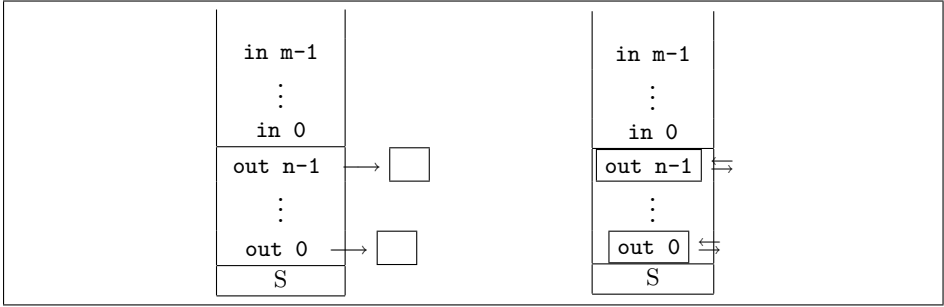 in m-1
⋮
in 0
out n-1
⋮
out 0
S
in m-1
⋮
in 0
out n-1
⋮
out 0
S